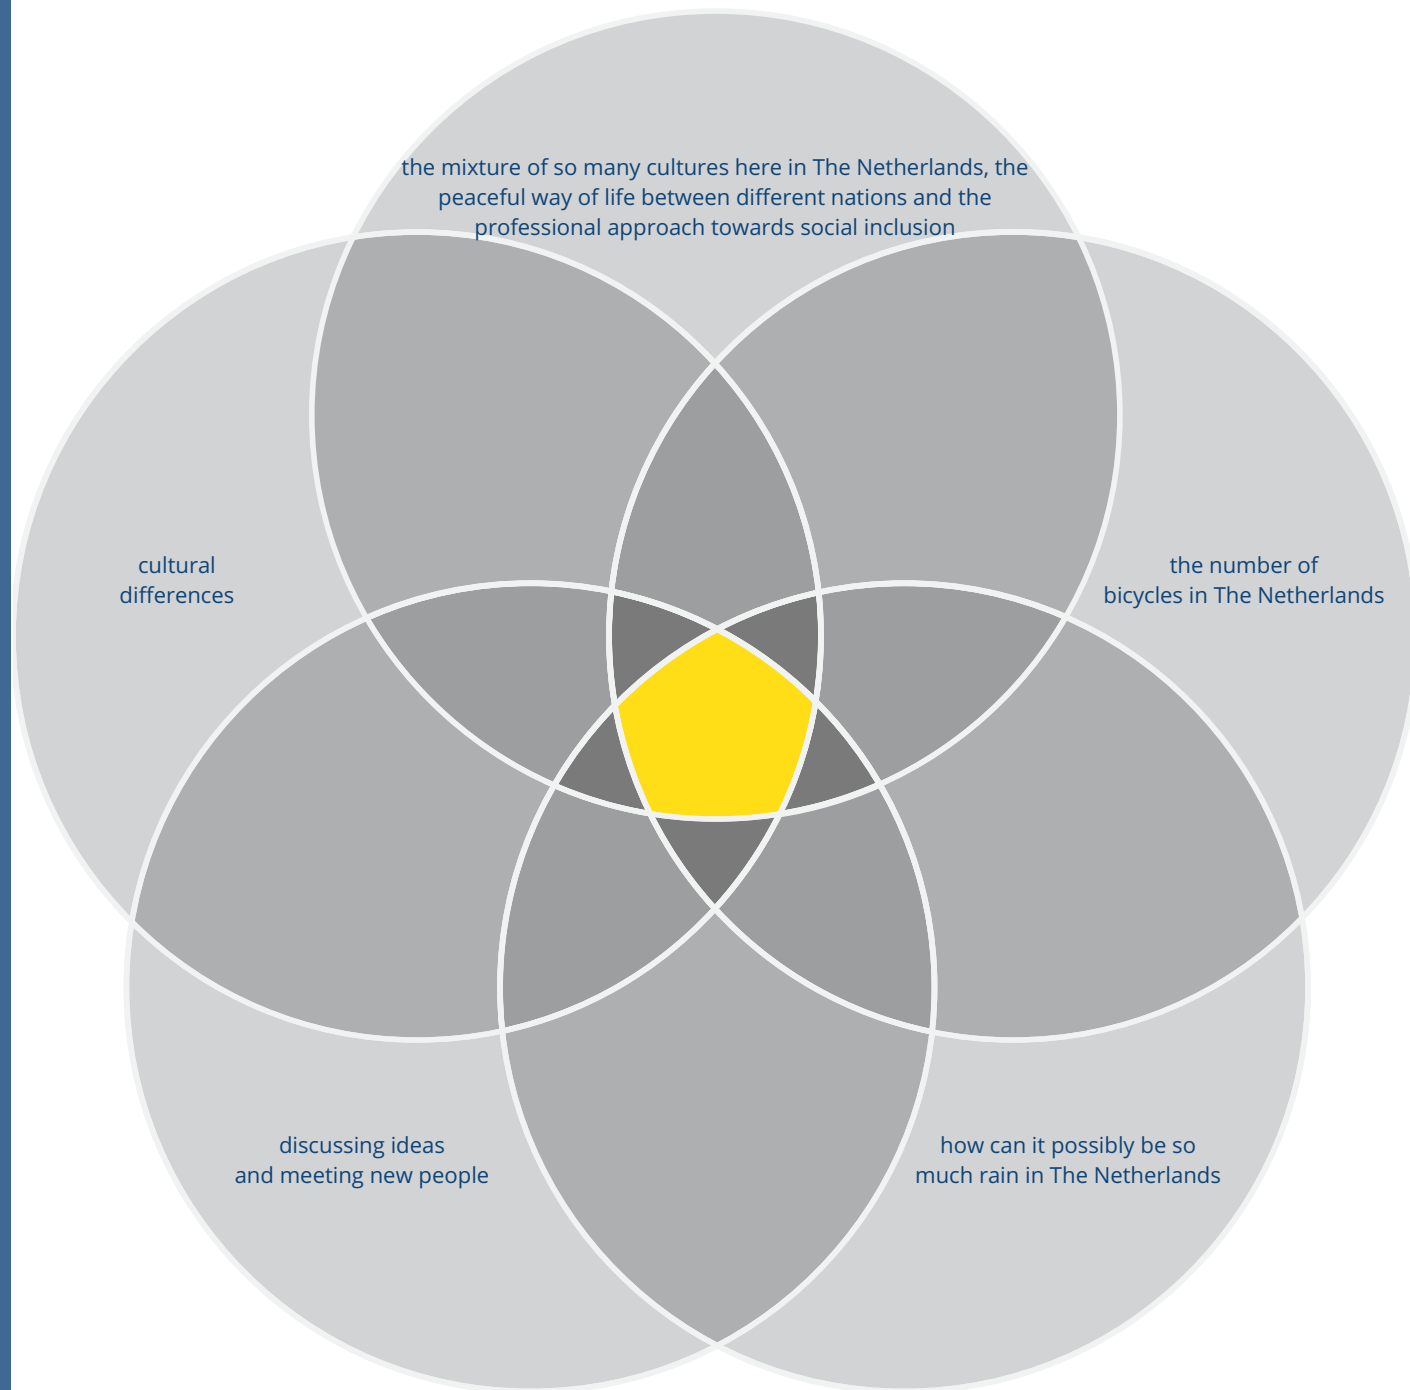 the mixture of so many cultures here in The Netherlands, the
peaceful way of life between different nations and the
professional approach towards social inclusion
cultural
differences
the number of
bicycles in The Netherlands
discussing ideas
and meeting new people
how can it possibly be so
much rain in The Netherlands